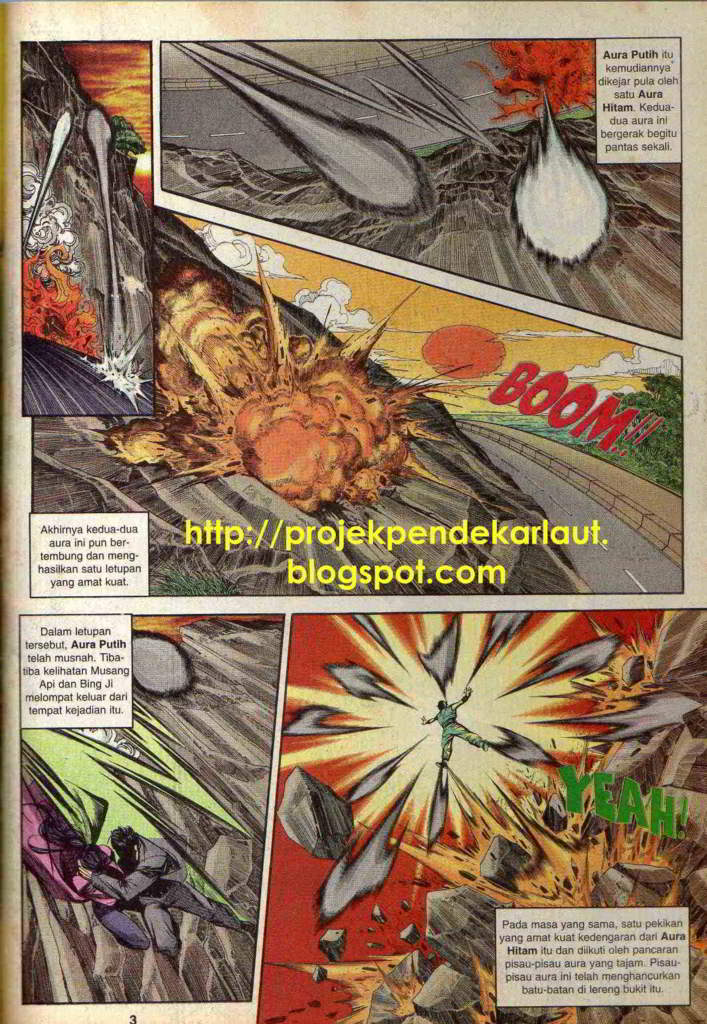 Aura Putih itu
kemudiannya
dikejar pula oleh
satu Aura
Hitam. Kedua-
dua aura ini
bergerak begitu
pantas sekali.
BOOM!!
Akhirnya kedua-dua
aura ini pun ber-
tembung dan meng-
hasilkan satu letupan
yang amat kuat.
http://projekpendekarlaut.
blogspot.com
Dalam letupan
tersebut, Aura Putih
telah musnah. Tiba-
tiba kelihatan Musang
Api dan Bing Ji
melompat keluar dari
tempat kejadian itu.
YEAH!
Pada masa yang sama, satu pekikan
yang amat kuat kedengaran dari Aura
Hitam itu dan diikuti oleh pancaran
pisau-pisau aura yang tajam. Pisau-
pisau aura ini telah menghancurkan
batu-batan di lereng bukit itu.
3